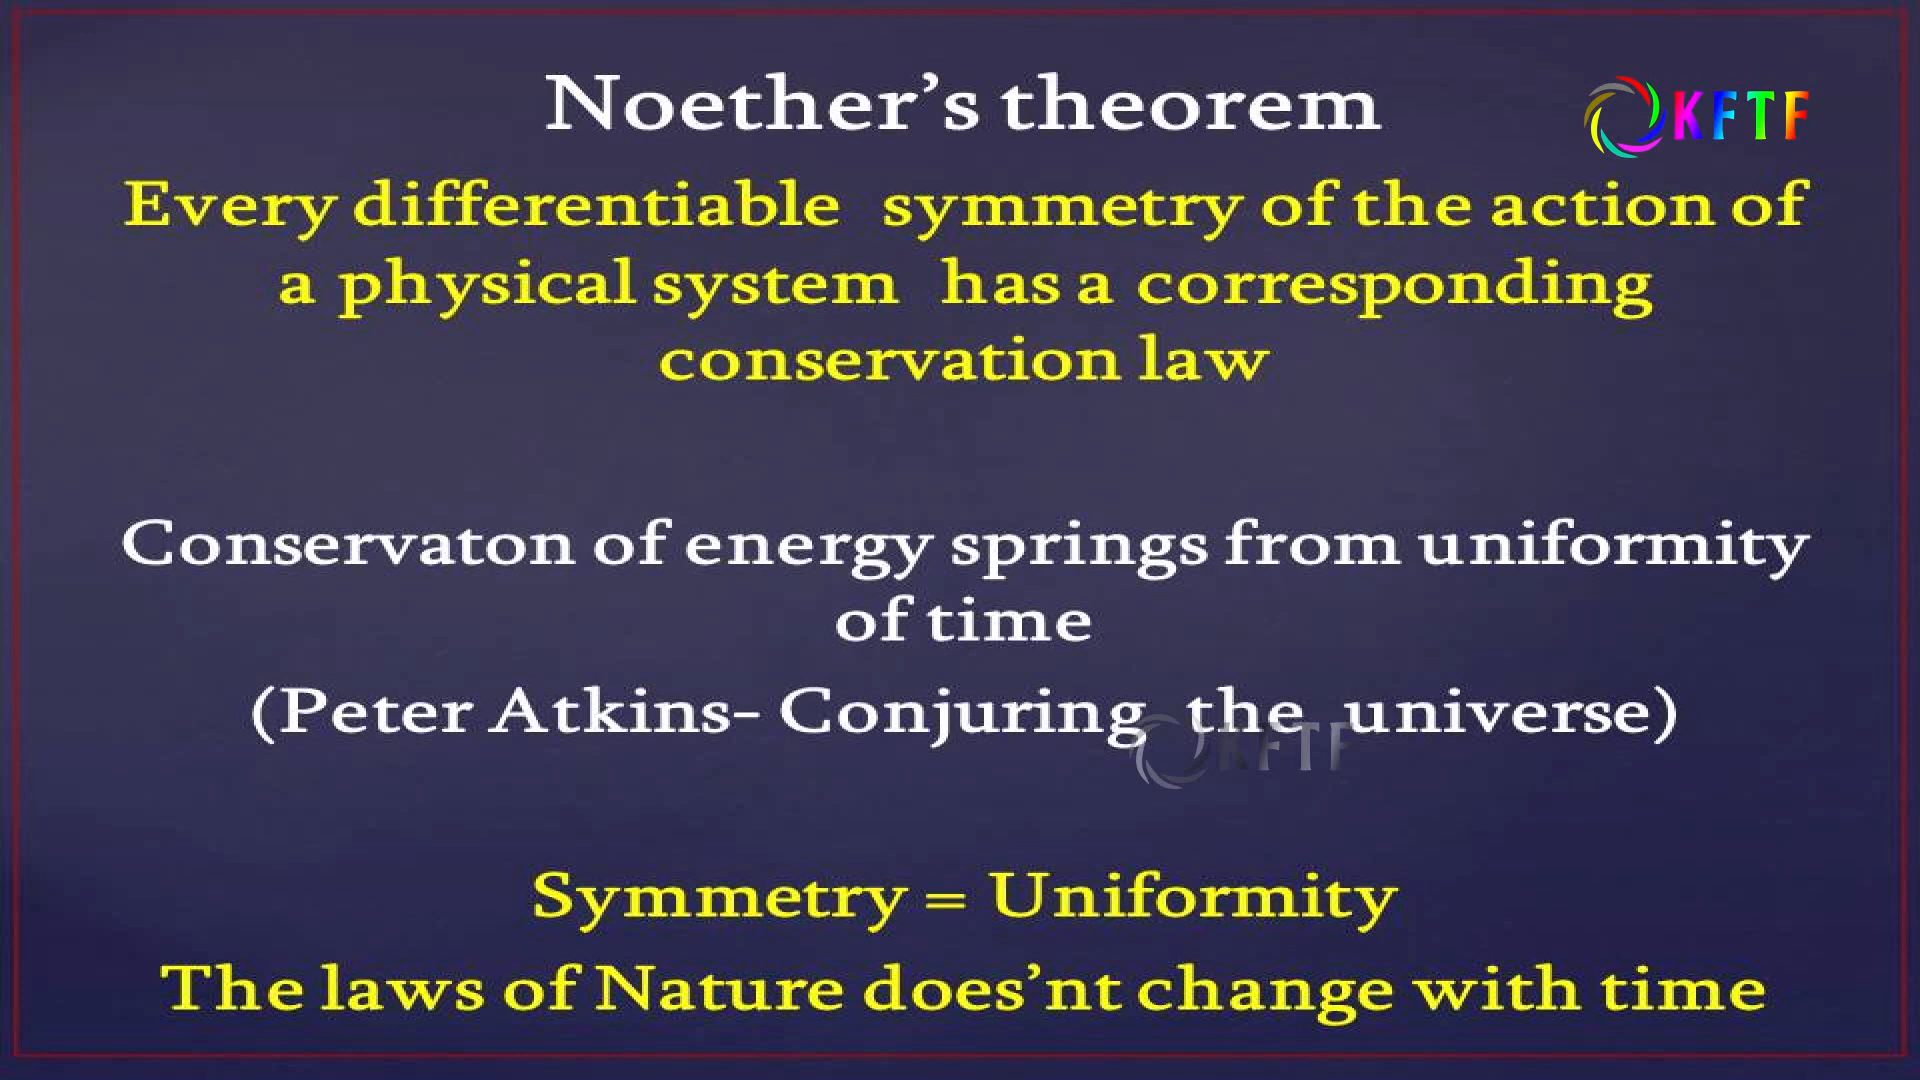 Noether’s theorem
KFTF
Every differentiable symmetry of the action of
a physical system has a corresponding
conservation law
Conservaton of energy springs from uniformity
of time
(Peter Atkins- Conjuring the universe)
KFTF
Symmetry = Uniformity
The laws of Nature does’nt change with time